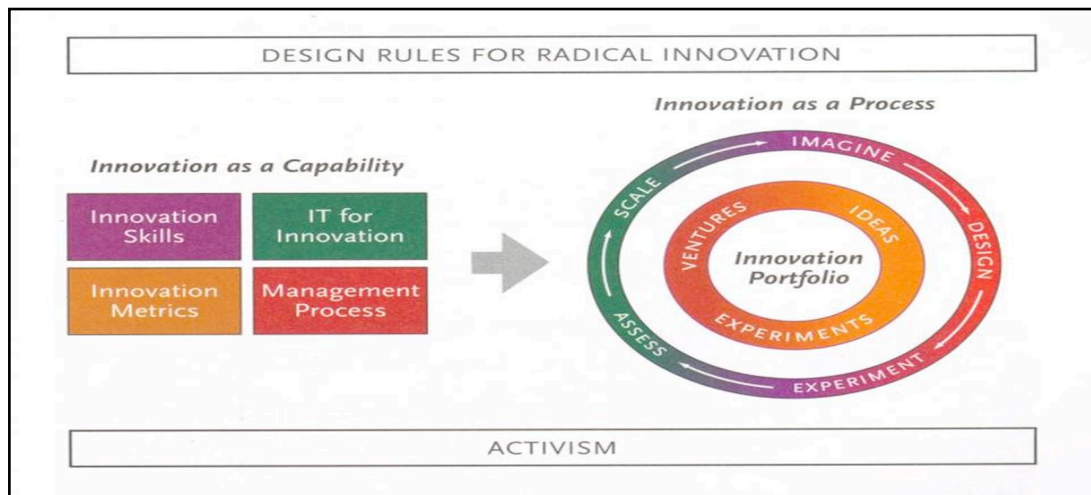 DESIGN RULES FOR RADICAL INNOVATION
Innovation as a Process
Innovation as a Capability
Innovation
Skills
IT for
Innovation
Innovation
Metrics
Management
Process
IMAGINE
DESIGN
EXPERIMENT
ASSESS
SCALE
IDEAS
EXPERIMENTS
VENTURES
Innovation
Portfolio
ACTIVISM